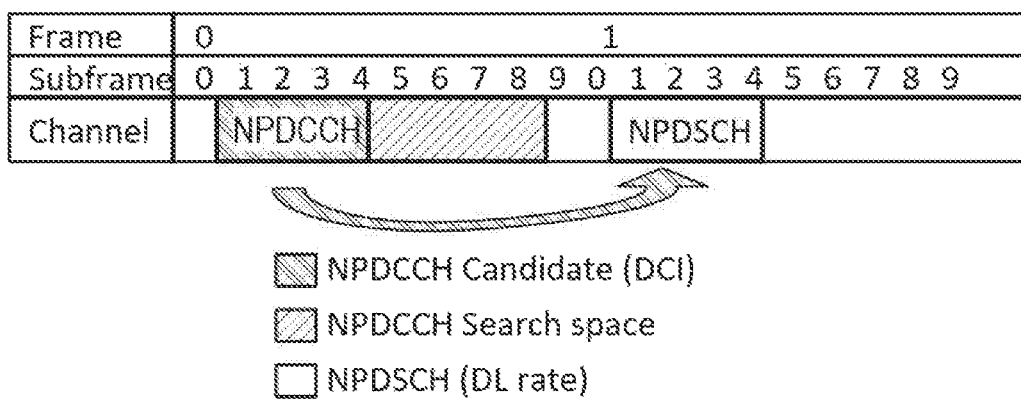 Frame 0 1
Subframe 0 1 2 3 4 5 6 7 8 9 0 1 2 3 4 5 6 7 8 9
Channel NPDCCH NPDSCH
NPDCCH Candidate (DCI)
NPDCCH Search space
NPDSCH (DL rate)